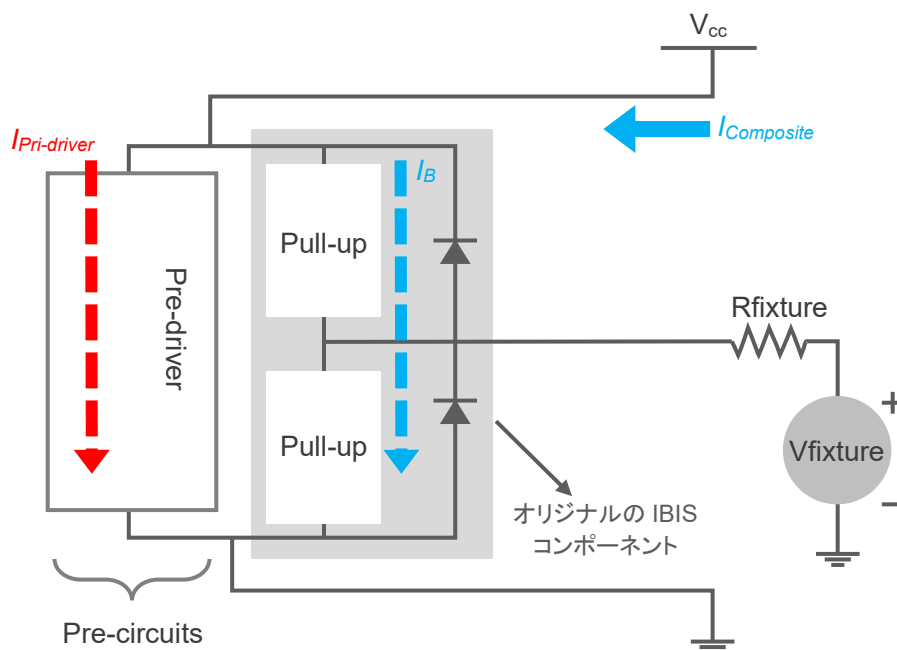 Vcc
IPri-driver
IComposite
IB
Pull-up
Pre-driver
Rfixture
Pull-up
Vfixture
+
−
オリジナルの IBIS
コンポーネント
Pre-circuits